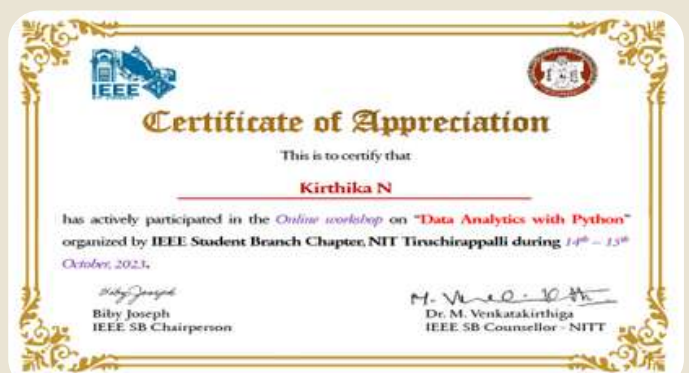 IEEE
Certificate of Appreciation
This is to certify that
Kirthika N
has actively participated in the Online workshop on "Data Analytics with Python"
organized by IEEE Student Branch Chapter, NIT Tiruchirappalli during 14th – 15th
October, 2023.
Biby Joseph
Biby Joseph
IEEE SB Chairperson
Dr. M. Venkatakirthiga
IEEE SB Counsellor - NITT